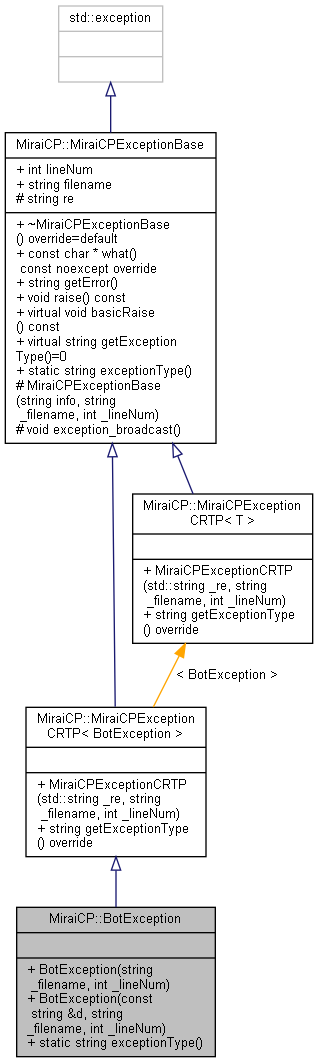 std::exception
MiraiCP::MiraiCPExceptionBase
+ int lineNum
+ string filename
# string re
+ ~MiraiCPExceptionBase
() override=default
+ const char * what()
const noexcept override
+ string getError()
+ void raise() const
+ virtual void basicRaise
() const
+ virtual string getException
Type()=0
+ static string exceptionType()
# MiraiCPExceptionBase
(string info, string
_filename, int _lineNum)
# void exception_broadcast()
MiraiCP::MiraiCPException
CRTP< T >
+ MiraiCPExceptionCRTP
(std::string _re, string
_filename, int _lineNum)
+ string getExceptionType
() override
< BotException >
MiraiCP::MiraiCPException
CRTP< BotException >
+ MiraiCPExceptionCRTP
(std::string _re, string
_filename, int _lineNum)
+ string getExceptionType
() override
MiraiCP::BotException
+ BotException(string
_filename, int _lineNum)
+ BotException(const
string &d, string
_filename, int _lineNum)
+ static string exceptionType()